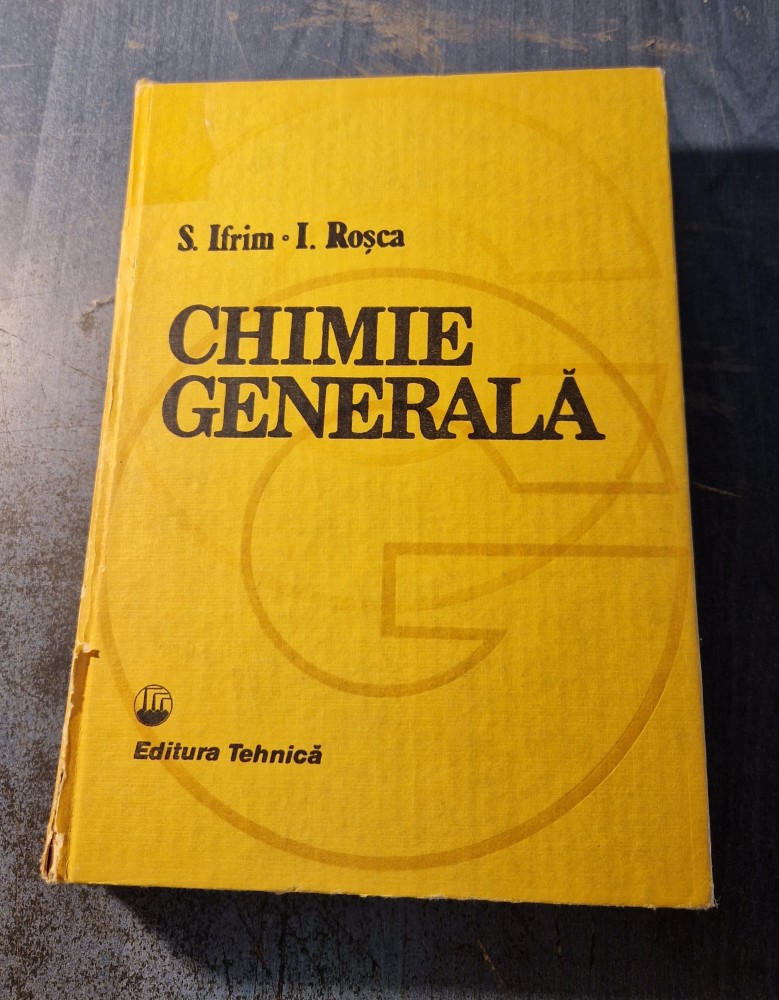 S. Ifrim • I. Roșca
CHIMIE
GENERALĂ
Editura Tehnică